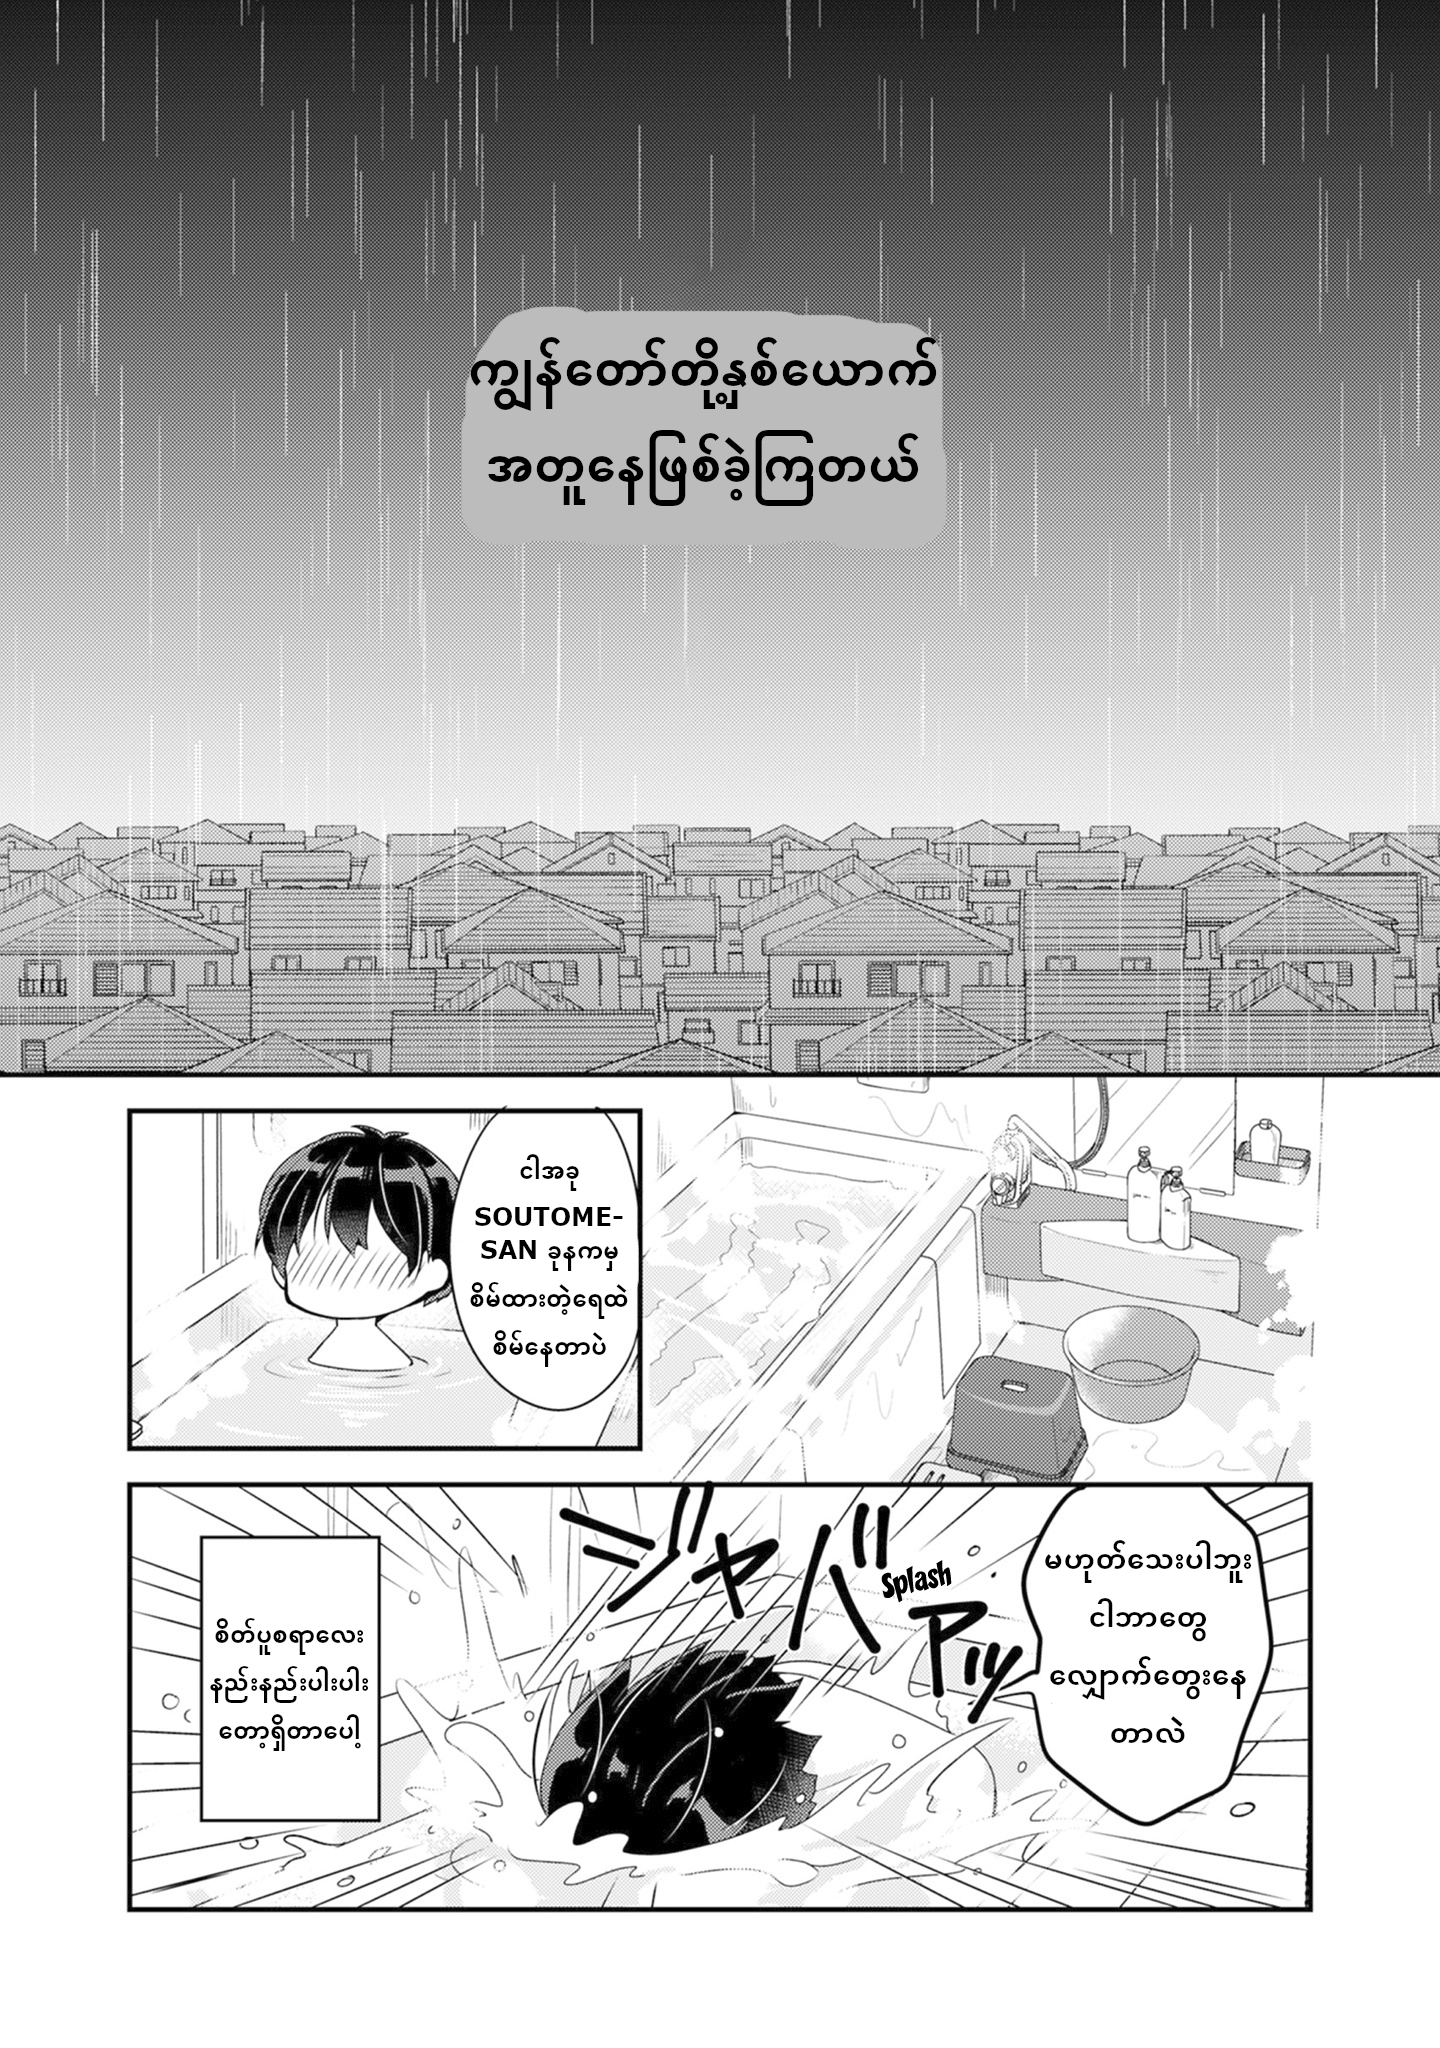 ကျွန်တော်တို့နှစ်ယောက်
အတူနေဖြစ်ခဲ့ကြတယ်
ငါအခု
SOUTOME-
SAN ခုနကမှ
စိမ်ထားတဲ့ရေထဲ
စိမ်နေတာပဲ
မဟုတ်သေးပါဘူး
ငါဘာတွေ
လျှောက်တွေးနေ
တာလဲ
ジャバアッ
Splash
စိတ်ပူစရာလေး
နည်းနည်းပါးပါး
တော့ရှိတာပေါ့